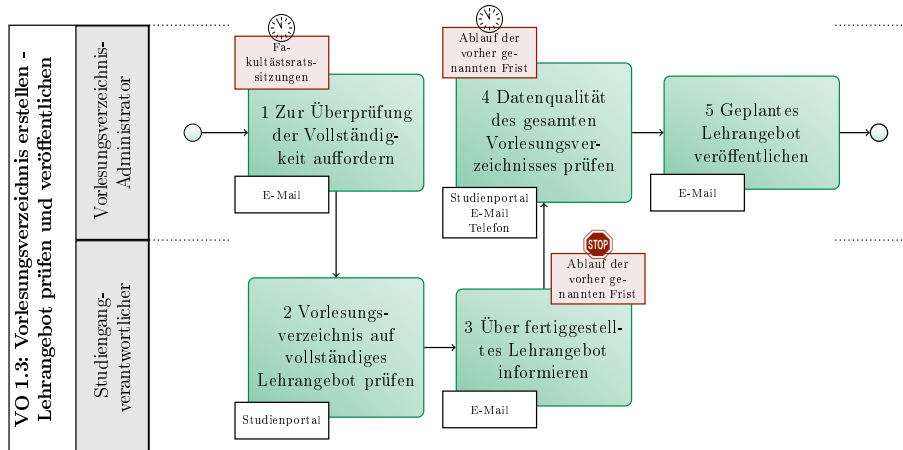 VO 1.3: Vorlesungsverzeichnis erstellen -
Lehrangebot prüfen und veröffentlichen
Vorlesungsverzeichnis-
Administrator
Fa-
kultästsrats-
sitzungen
1 Zur Überprüfung
der Vollständig-
keit auffordern
E-Mail
Ablauf der
vorher ge-
nannten Frist
4 Datenqualität
des gesamten
Vorlesungsver-
zeichnisses prüfen
Studienportal
E-Mail
Telefon
5 Geplantes
Lehrangebot
veröffentlichen
E-Mail
Studiengang-
verantwortlicher
2 Vorlesungs-
verzeichnis auf
vollständiges
Lehrangebot prüfen
Studienportal
STOP
Ablauf der
vorher ge-
nannten Frist
3 Über fertiggestell-
tes Lehrangebot
informieren
E-Mail